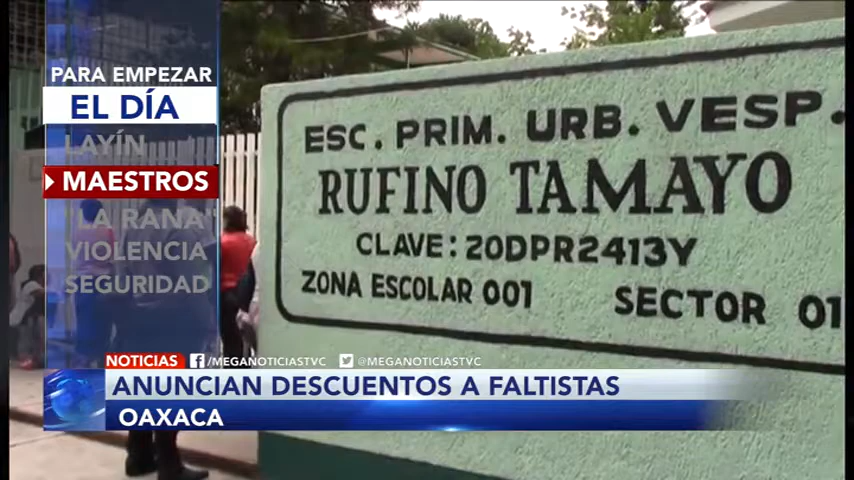 PARA EMPEZAR
EL DÍA
LAYÍN
MAESTROS
"LA RANA"
VIOLENCIA
SEGURIDAD
ESC. PRIM. URB. VESP.
RUFINO TAMAYO
CLAVE: 20DPR2413Y
ZONA ESCOLAR 001 SECTOR 01
NOTICIAS /MEGANOTICIASTVC @MEGANOTICIASTVC
ANUNCIAN DESCUENTOS A FALTISTAS
OAXACA